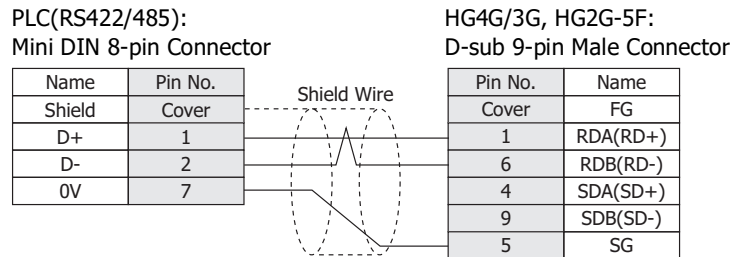 PLC(RS422/485):
Mini DIN 8-pin Connector
HG4G/3G, HG2G-5F:
D-sub 9-pin Male Connector
Name Pin No.
Shield Cover
D+ 1
D- 2
0V 7
Shield Wire
Pin No. Name
Cover FG
1 RDA(RD+)
6 RDB(RD-)
4 SDA(SD+)
9 SDB(SD-)
5 SG